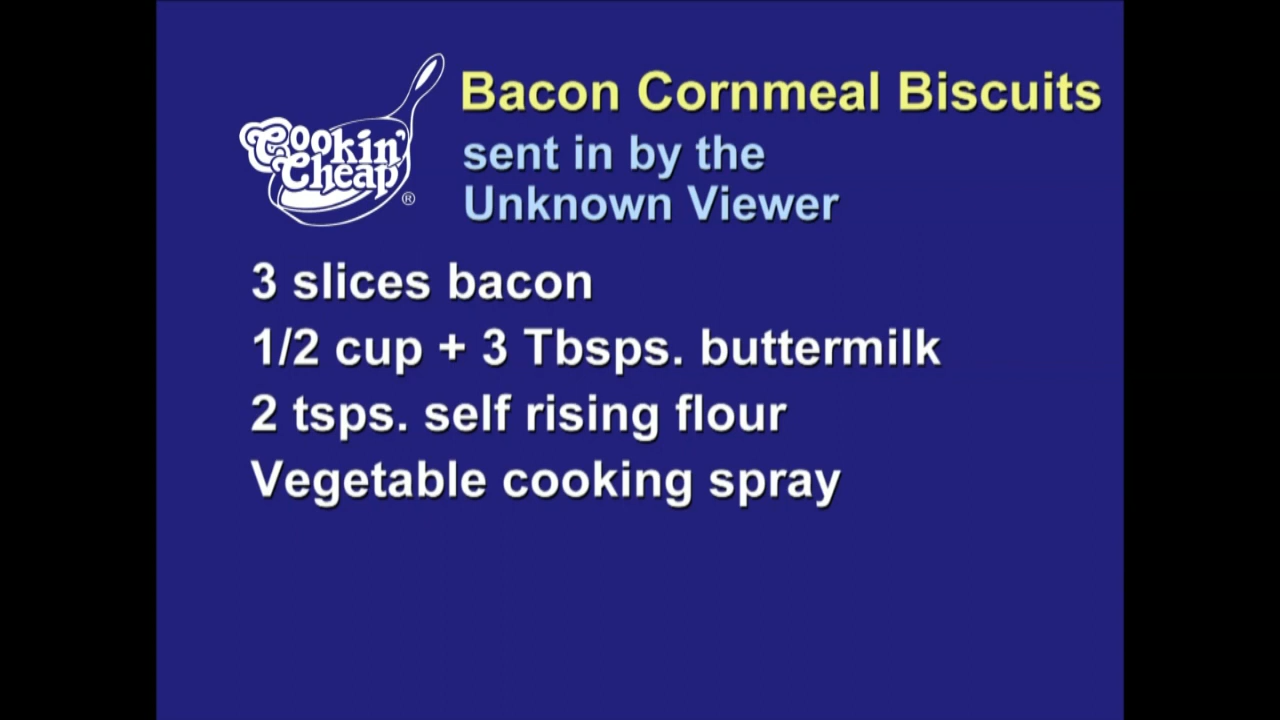 Cookin'
Cheap
®
Bacon Cornmeal Biscuits
sent in by the
Unknown Viewer
3 slices bacon
1/2 cup + 3 Tbsps. buttermilk
2 tsps. self rising flour
Vegetable cooking spray